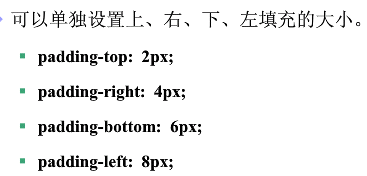 可以单独设置上、右、下、左填充的大小。
padding-top: 2px;
padding-right: 4px;
padding-bottom: 6px;
padding-left: 8px;